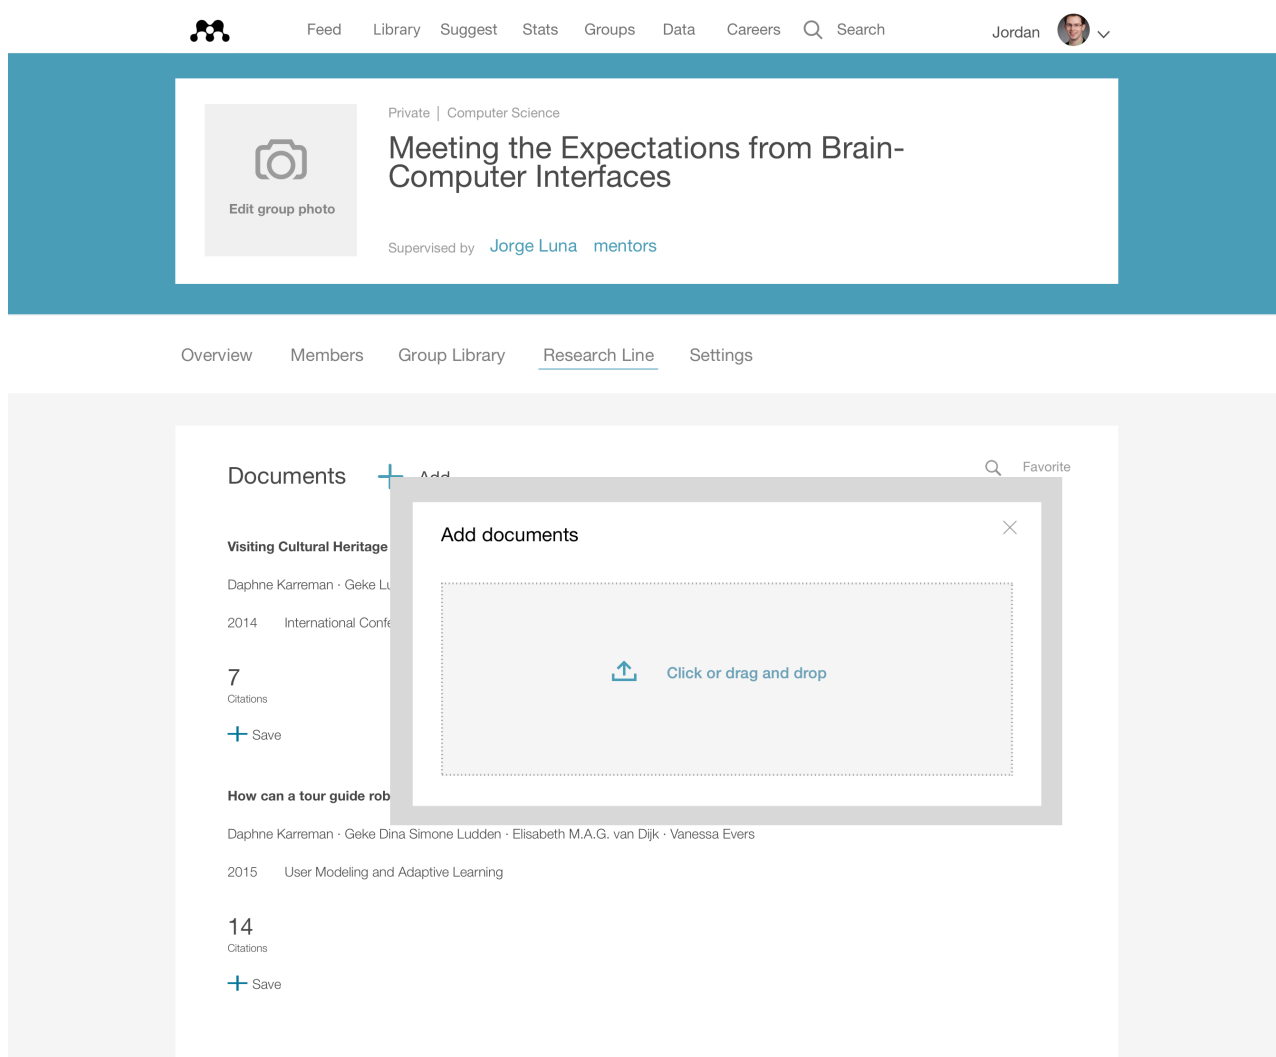 Feed Library Suggest Stats Groups Data Careers Search Jordan
Private | Computer Science
Meeting the Expectations from Brain-
Computer Interfaces
Edit group photo
Supervised by Jorge Luna mentors
Overview Members Group Library Research Line Settings
Documents Add Favorite
Add documents
Click or drag and drop
Visiting Cultural Heritage
Daphne Karreman · Geke Lu
2014 International Confe
7
Citations
Save
How can a tour guide rob
Daphne Karreman · Geke Dina Simone Ludden · Elisabeth M.A.G. van Dijk · Vanessa Evers
2015 User Modeling and Adaptive Learning
14
Citations
Save